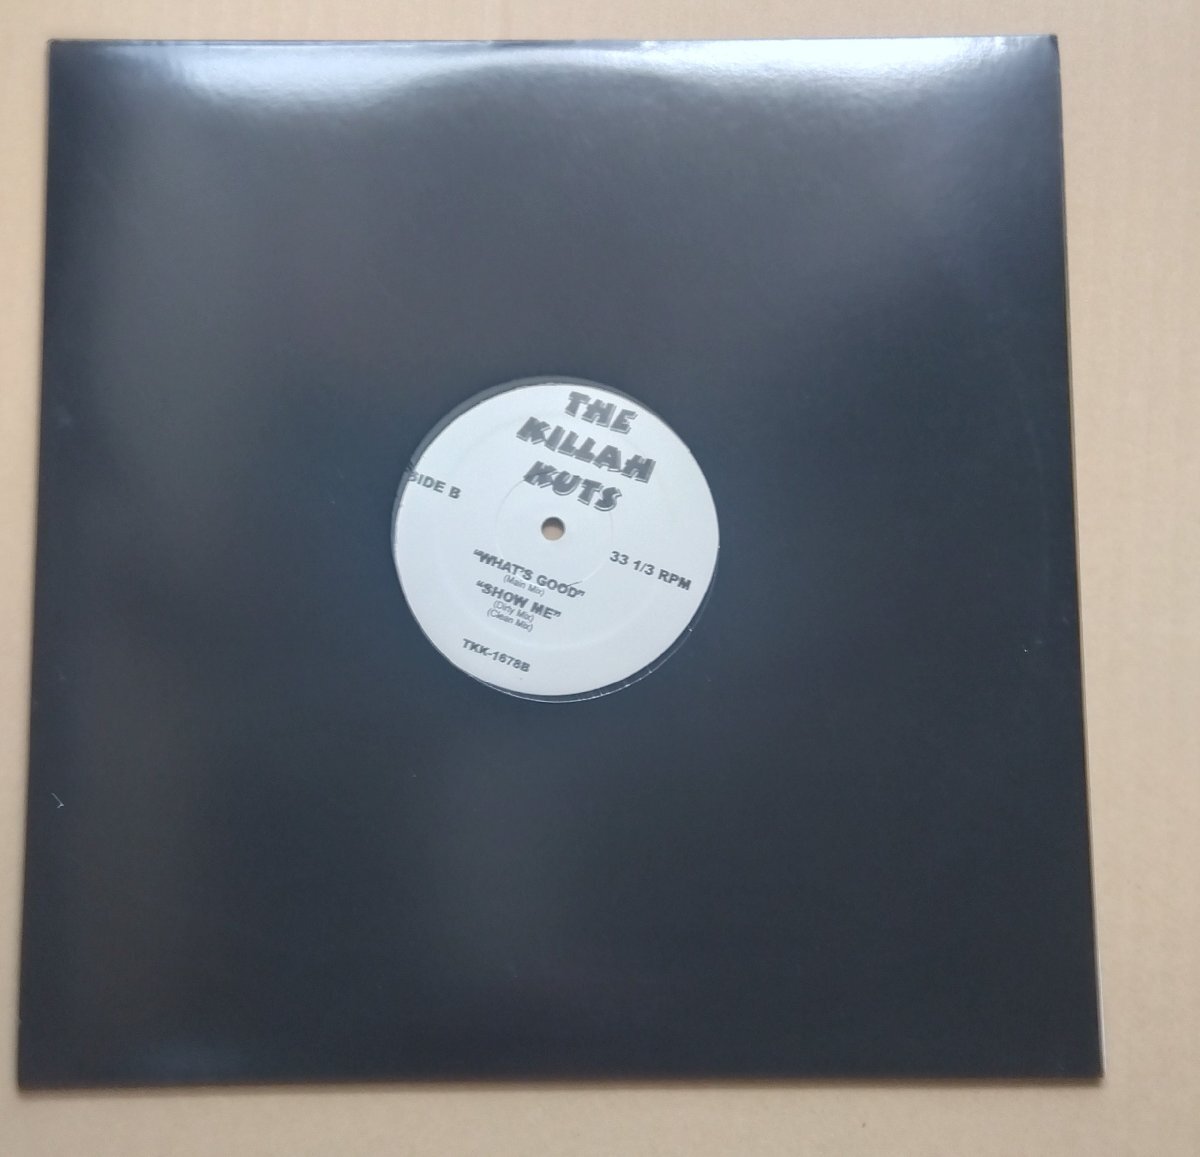 THE
KILLAH
KUTS
SIDE B
33 1/3 RPM
“WHAT'S GOOD”
(Main Mix)
“SHOW ME”
(Dirty Mix)
(Clean Mix)
TKK-1678B